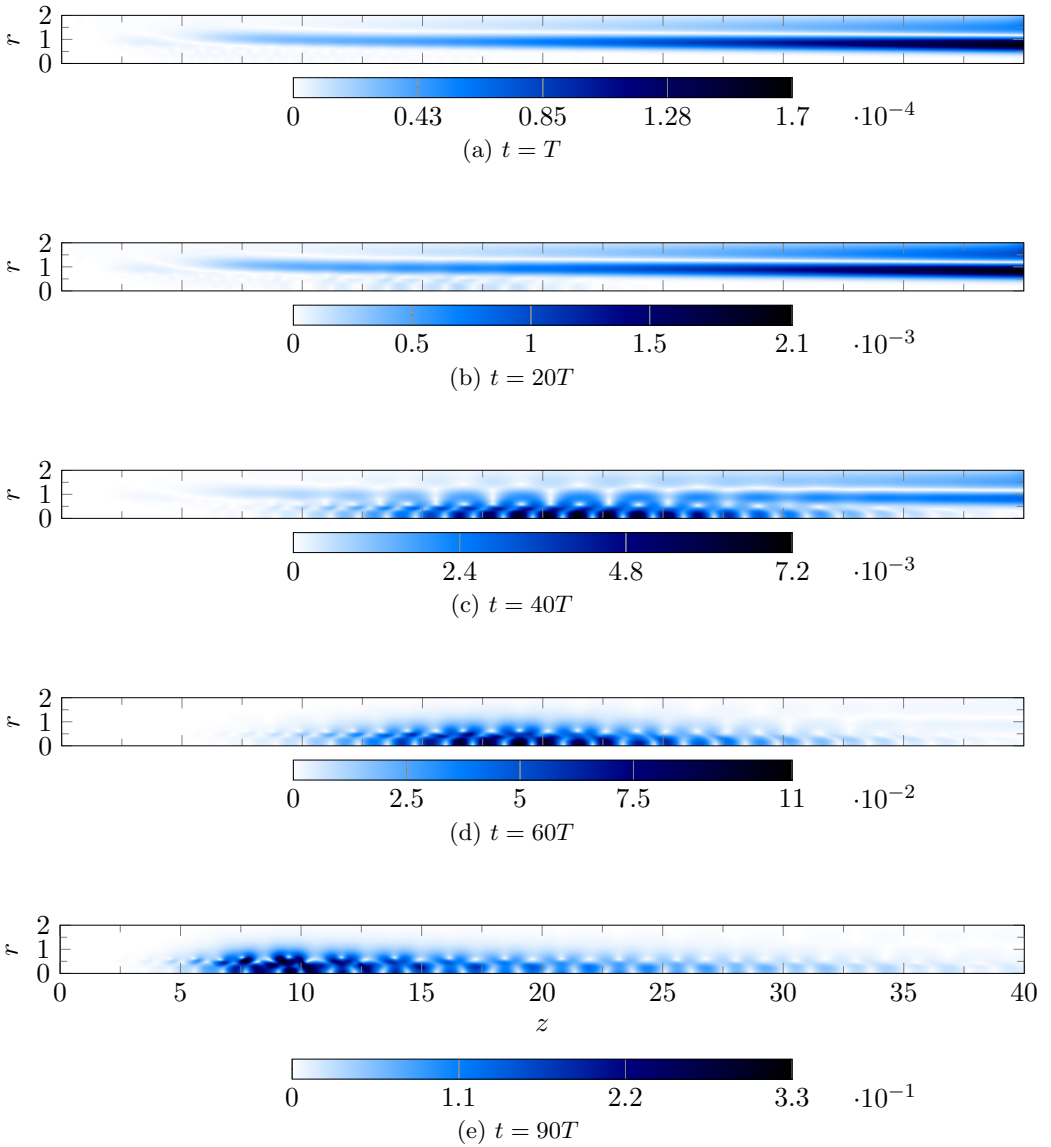 2
1
0
r
0 0.43 0.85 1.28 1.7 ·10⁻⁴
(a) t = T
2
1
0
r
0 0.5 1 1.5 2.1 ·10⁻³
(b) t = 20T
2
1
0
r
0 2.4 4.8 7.2 ·10⁻³
(c) t = 40T
2
1
0
r
0 2.5 5 7.5 11 ·10⁻²
(d) t = 60T
2
1
0
r
0 5 10 15 20 25 30 35 40
z
0 1.1 2.2 3.3 ·10⁻¹
(e) t = 90T